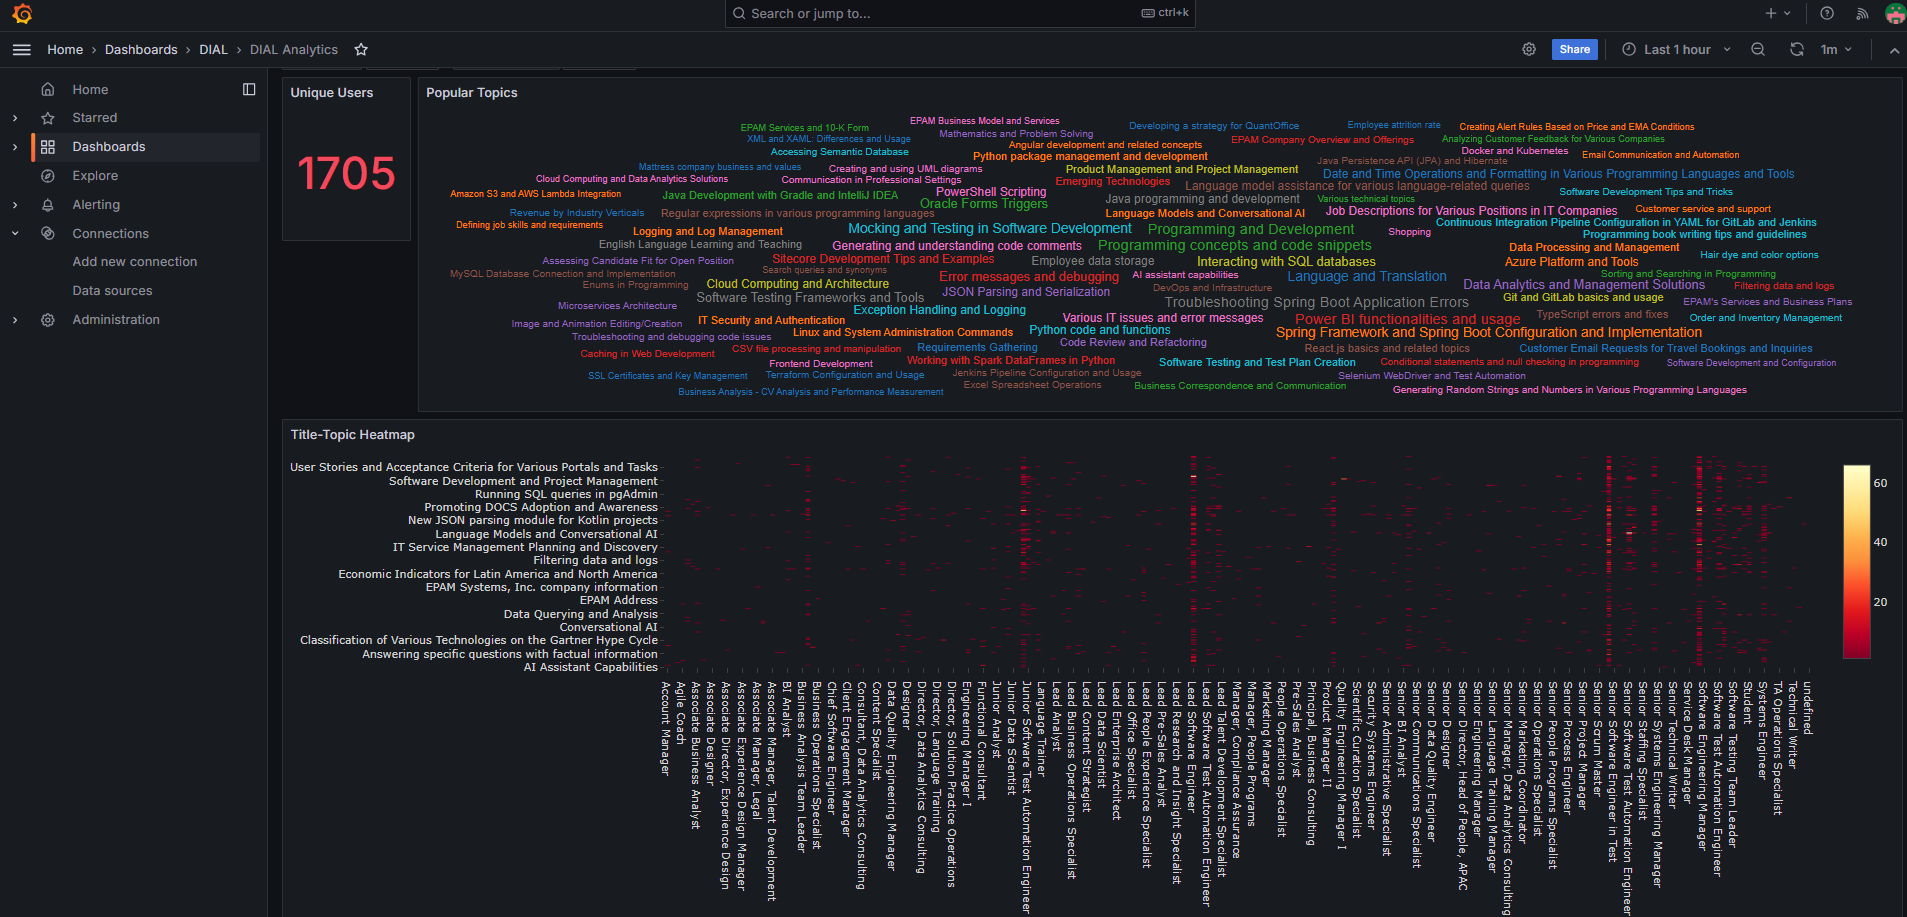 Search or jump to...
ctrl+k
Home › Dashboards › DIAL › DIAL Analytics
Share
Last 1 hour
1m
Home
Starred
Dashboards
Explore
Alerting
Connections
Add new connection
Data sources
Administration
Unique Users
1705
Popular Topics
EPAM Business Model and Services
EPAM Services and 10-K Form
Developing a strategy for QuantOffice
Employee attrition rate
Creating Alert Rules Based on Price and EMA Conditions
XML and XAML: Differences and Usage
Mathematics and Problem Solving
EPAM Company Overview and Offerings
Analyzing Customer Feedback for Various Companies
Angular development and related concepts
Accessing Semantic Database
Docker and Kubernetes
Python package management and development
Email Communication and Automation
Java Persistence API (JPA) and Hibernate
Mattress company business and values
Creating and using UML diagrams
Product Management and Project Management
Date and Time Operations and Formatting in Various Programming Languages and Tools
Cloud Computing and Data Analytics Solutions
Communication in Professional Settings
Emerging Technologies
Language model assistance for various language-related queries
Amazon S3 and AWS Lambda Integration
Java Development with Gradle and IntelliJ IDEA
PowerShell Scripting
Software Development Tips and Tricks
Oracle Forms Triggers
Java programming and development
Various technical topics
Revenue by Industry Verticals
Regular expressions in various programming languages
Language Models and Conversational AI
Job Descriptions for Various Positions in IT Companies
Customer service and support
Defining job skills and requirements
Logging and Log Management
Mocking and Testing in Software Development
Programming and Development
Shopping
Continuous Integration Pipeline Configuration in YAML for GitLab and Jenkins
Programming book writing tips and guidelines
English Language Learning and Teaching
Generating and understanding code comments
Programming concepts and code snippets
Data Processing and Management
Hair dye and color options
Assessing Candidate Fit for Open Position
Sitecore Development Tips and Examples
Employee data storage
Interacting with SQL databases
Azure Platform and Tools
MySQL Database Connection and Implementation
Search queries and synonyms
Error messages and debugging
AI assistant capabilities
Language and Translation
Sorting and Searching in Programming
Enums in Programming
Cloud Computing and Architecture
JSON Parsing and Serialization
DevOps and Infrastructure
Data Analytics and Management Solutions
Filtering data and logs
Software Testing Frameworks and Tools
Troubleshooting Spring Boot Application Errors
Git and GitLab basics and usage
EPAM's Services and Business Plans
Microservices Architecture
Exception Handling and Logging
TypeScript errors and fixes
Image and Animation Editing/Creation
IT Security and Authentication
Various IT issues and error messages
Power BI functionalities and usage
Order and Inventory Management
Troubleshooting and debugging code issues
Linux and System Administration Commands
Python code and functions
Spring Framework and Spring Boot Configuration and Implementation
Caching in Web Development
CSV file processing and manipulation
Requirements Gathering
Code Review and Refactoring
React.js basics and related topics
Customer Email Requests for Travel Bookings and Inquiries
Frontend Development
Working with Spark DataFrames in Python
Software Testing and Test Plan Creation
Conditional statements and null checking in programming
Software Development and Configuration
SSL Certificates and Key Management
Terraform Configuration and Usage
Jenkins Pipeline Configuration and Usage
Selenium WebDriver and Test Automation
Business Analysis - CV Analysis and Performance Measurement
Excel Spreadsheet Operations
Business Correspondence and Communication
Generating Random Strings and Numbers in Various Programming Languages
Title-Topic Heatmap
User Stories and Acceptance Criteria for Various Portals and Tasks
Software Development and Project Management
Running SQL queries in pgAdmin
Promoting DOCS Adoption and Awareness
New JSON parsing module for Kotlin projects
Language Models and Conversational AI
IT Service Management Planning and Discovery
Filtering data and logs
Economic Indicators for Latin America and North America
EPAM Systems, Inc. company information
EPAM Address
Data Querying and Analysis
Conversational AI
Classification of Various Technologies on the Gartner Hype Cycle
Answering specific questions with factual information
AI Assistant Capabilities
60
40
20
Account Manager
Agile Coach
Associate Business Analyst
Associate Designer
Associate Director, Experience Design
Associate Experience Design Manager
Associate Manager, Legal
Associate Manager, Talent Development
BI Analyst
Business Analysis Team Leader
Business Operations Specialist
Chief Software Engineer
Client Engagement Manager
Consultant, Data Analytics Consulting
Content Specialist
Data Quality Engineering Manager
Designer
Director, Data Analytics Consulting
Director, Language Training
Director, Solution Practice Operations
Engineering Manager I
Functional Consultant
Junior Analyst
Junior Data Scientist
Junior Software Test Automation Engineer
Language Trainer
Lead Analyst
Lead Business Operations Specialist
Lead Content Strategist
Lead Data Scientist
Lead Enterprise Architect
Lead Office Specialist
Lead People Experience Specialist
Lead Pre-Sales Analyst
Lead Research and Insight Specialist
Lead Software Engineer
Lead Software Test Automation Engineer
Lead Talent Development Specialist
Manager, Compliance Assurance
Manager, People Programs
Marketing Manager
People Operations Specialist
Pre-Sales Analyst
Principal, Business Consulting
Product Manager II
Quality Engineering Manager I
Scientific Curation Specialist
Security Systems Engineer
Senior Administrative Specialist
Senior BI Analyst
Senior Communications Specialist
Senior Data Quality Engineer
Senior Designer
Senior Director, Head of People, APAC
Senior Engineering Manager
Senior Language Training Manager
Senior Manager, Data Analytics Consulting
Senior Marketing Coordinator
Senior Operations Specialist
Senior People Programs Specialist
Senior Process Engineer
Senior Project Manager
Senior Scrum Master
Senior Software Engineer in Test
Senior Software Test Automation Engineer
Senior Staffing Specialist
Senior Systems Engineering Manager
Senior Technical Writer
Service Desk Manager
Software Engineering Manager
Software Test Automation Engineer
Software Testing Team Leader
Student
Systems Engineer
TA Operations Specialist
Technical Writer
undefined